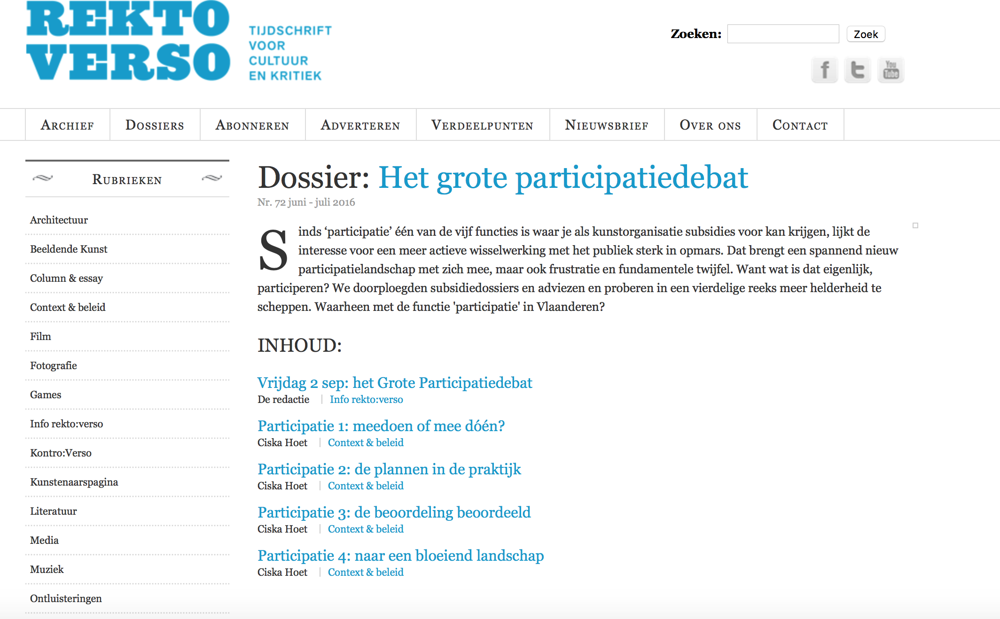 REKTO
VERSO
TIJDSCHRIFT
VOOR
CULTUUR
EN KRITIEK
Zoeken:
Zoek
f
t
You
Tube
Archief
Dossiers
Abonneren
Adverteren
Verdeelpunten
Nieuwsbrief
Over ons
Contact
Rubrieken
Architectuur
Beeldende Kunst
Column & essay
Context & beleid
Film
Fotografie
Games
Info rekto:verso
Kontro:Verso
Kunstenaarspagina
Literatuur
Media
Muziek
Ontluisteringen
Dossier: Het grote participatiedebat
Nr. 72 juni - juli 2016
Sinds ‘participatie’ één van de vijf functies is waar je als kunstorganisatie subsidies voor kan krijgen, lijkt de
interesse voor een meer actieve wisselwerking met het publiek sterk in opmars. Dat brengt een spannend nieuw
participatielandschap met zich mee, maar ook frustratie en fundamentele twijfel. Want wat is dat eigenlijk,
participeren? We doorploegden subsidiedossiers en adviezen en proberen in een vierdelige reeks meer helderheid te
scheppen. Waarheen met de functie 'participatie' in Vlaanderen?
INHOUD:
Vrijdag 2 sep: het Grote Participatiedebat
De redactie | Info rekto:verso
Participatie 1: meedoen of mee dóén?
Ciska Hoet | Context & beleid
Participatie 2: de plannen in de praktijk
Ciska Hoet | Context & beleid
Participatie 3: de beoordeling beoordeeld
Ciska Hoet | Context & beleid
Participatie 4: naar een bloeiend landschap
Ciska Hoet | Context & beleid